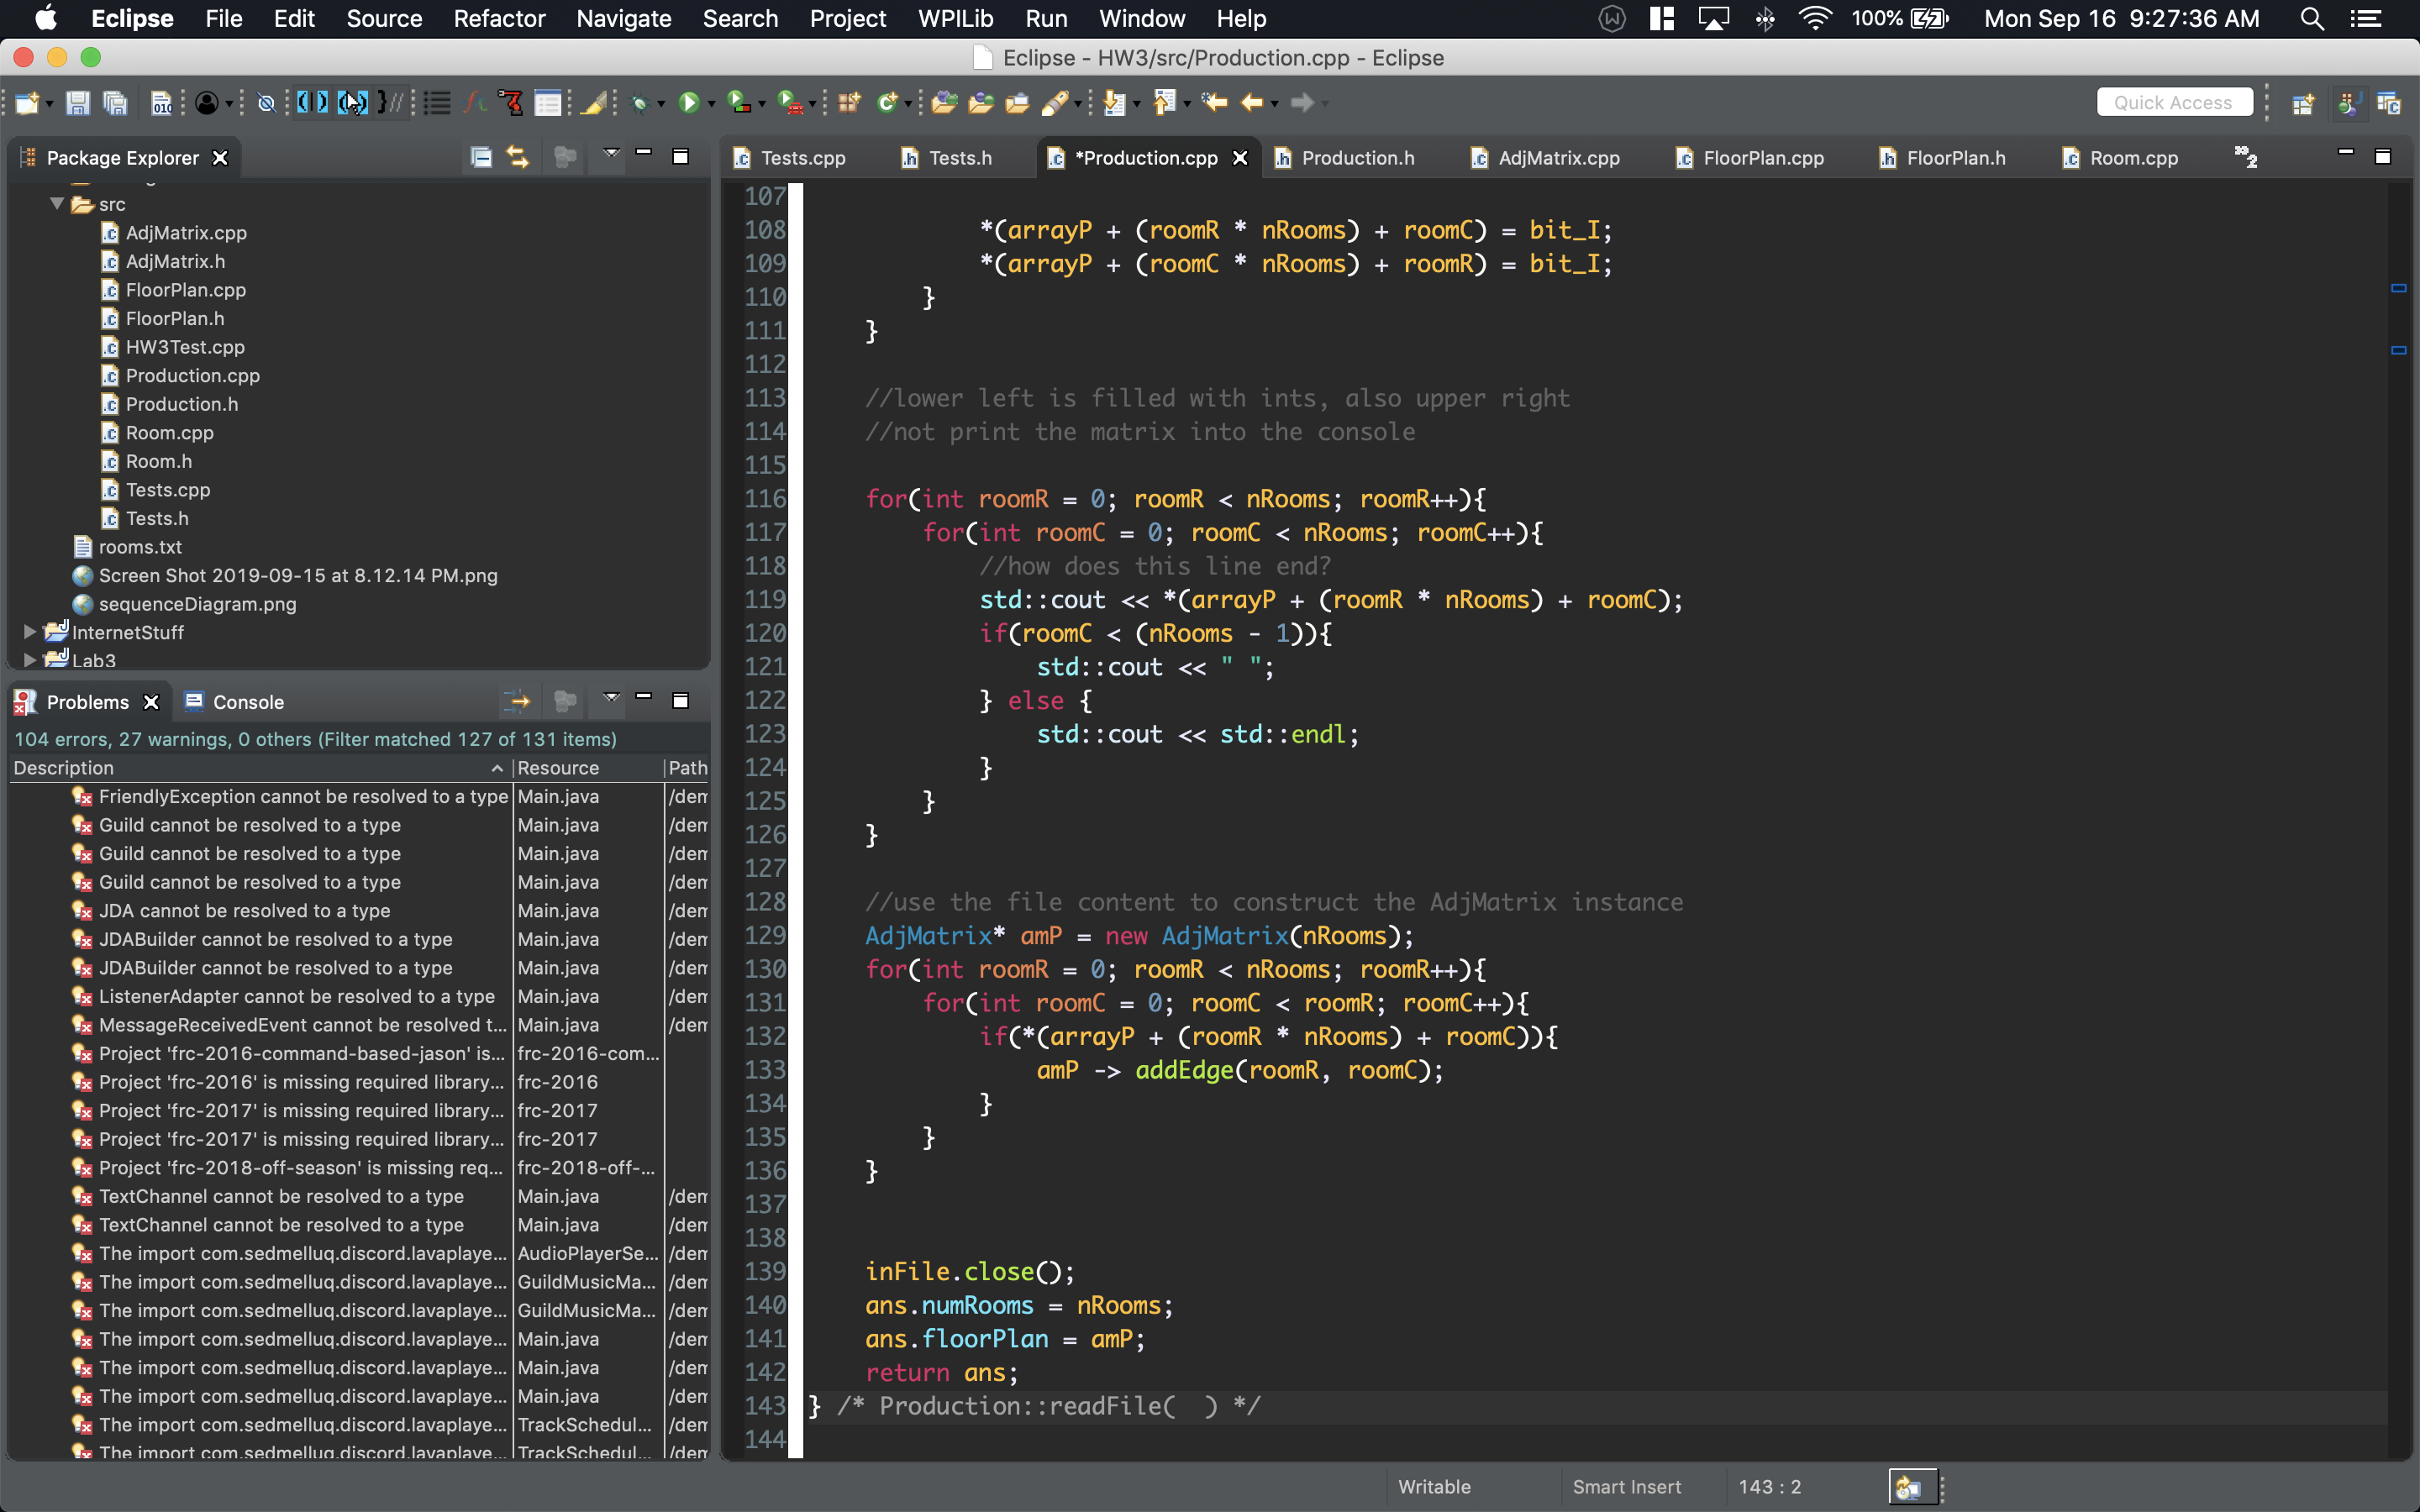 Eclipse File Edit Source Refactor Navigate Search Project WPILib Run Window Help 100% Mon Sep 16 9:27:36 AM
Eclipse - HW3/src/Production.cpp - Eclipse
Quick Access
Package Explorer
src
AdjMatrix.cpp
AdjMatrix.h
FloorPlan.cpp
FloorPlan.h
HW3Test.cpp
Production.cpp
Production.h
Room.cpp
Room.h
Tests.cpp
Tests.h
rooms.txt
Screen Shot 2019-09-15 at 8.12.14 PM.png
sequenceDiagram.png
InternetStuff
Lab3
Problems Console
104 errors, 27 warnings, 0 others (Filter matched 127 of 131 items)
Description Resource Path
FriendlyException cannot be resolved to a type Main.java /dem
Guild cannot be resolved to a type Main.java /dem
Guild cannot be resolved to a type Main.java /dem
Guild cannot be resolved to a type Main.java /dem
JDA cannot be resolved to a type Main.java /dem
JDABuilder cannot be resolved to a type Main.java /dem
JDABuilder cannot be resolved to a type Main.java /dem
ListenerAdapter cannot be resolved to a type Main.java /dem
MessageReceivedEvent cannot be resolved t... Main.java /dem
Project 'frc-2016-command-based-jason' is... frc-2016-com...
Project 'frc-2016' is missing required library... frc-2016
Project 'frc-2017' is missing required library... frc-2017
Project 'frc-2017' is missing required library... frc-2017
Project 'frc-2018-off-season' is missing req... frc-2018-off-...
TextChannel cannot be resolved to a type Main.java /dem
TextChannel cannot be resolved to a type Main.java /dem
The import com.sedmelluq.discord.lavaplaye... AudioPlayerSe... /dem
The import com.sedmelluq.discord.lavaplaye... GuildMusicMa... /dem
The import com.sedmelluq.discord.lavaplaye... GuildMusicMa... /dem
The import com.sedmelluq.discord.lavaplaye... Main.java /dem
The import com.sedmelluq.discord.lavaplaye... Main.java /dem
The import com.sedmelluq.discord.lavaplaye... Main.java /dem
The import com.sedmelluq.discord.lavaplaye... TrackSchedul... /dem
The import com.sedmelluq.discord.lavaplaye... TrackSchedul... /dem
Tests.cpp Tests.h *Production.cpp Production.h AdjMatrix.cpp FloorPlan.cpp FloorPlan.h Room.cpp 2
107
108 *(arrayP + (roomR * nRooms) + roomC) = bit_I;
109 *(arrayP + (roomC * nRooms) + roomR) = bit_I;
110 }
111 }
112
113 //lower left is filled with ints, also upper right
114 //not print the matrix into the console
115
116 for(int roomR = 0; roomR < nRooms; roomR++){
117 for(int roomC = 0; roomC < nRooms; roomC++){
118 //how does this line end?
119 std::cout << *(arrayP + (roomR * nRooms) + roomC);
120 if(roomC < (nRooms - 1)){
121 std::cout << " ";
122 } else {
123 std::cout << std::endl;
124 }
125 }
126 }
127
128 //use the file content to construct the AdjMatrix instance
129 AdjMatrix* amP = new AdjMatrix(nRooms);
130 for(int roomR = 0; roomR < nRooms; roomR++){
131 for(int roomC = 0; roomC < roomR; roomC++){
132 if(*(arrayP + (roomR * nRooms) + roomC)){
133 amP -> addEdge(roomR, roomC);
134 }
135 }
136 }
137
138
139 inFile.close();
140 ans.numRooms = nRooms;
141 ans.floorPlan = amP;
142 return ans;
143 } /* Production::readFile( ) */
144
Writable Smart Insert 143 : 2